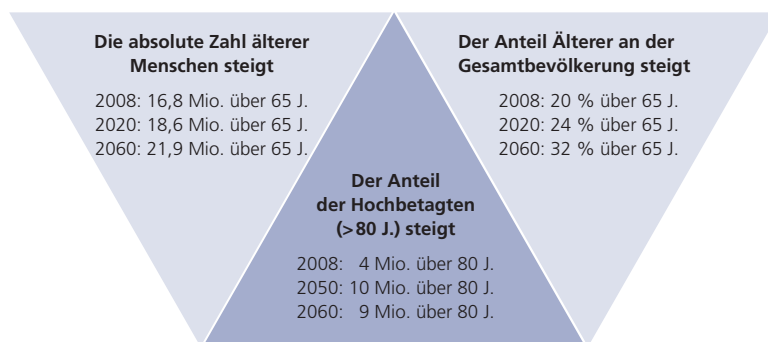 Die absolute Zahl älterer
Menschen steigt
2008: 16,8 Mio. über 65 J.
2020: 18,6 Mio. über 65 J.
2060: 21,9 Mio. über 65 J.
Der Anteil Älterer an der
Gesamtbevölkerung steigt
2008: 20 % über 65 J.
2020: 24 % über 65 J.
2060: 32 % über 65 J.
Der Anteil
der Hochbetagten
(>80 J.) steigt
2008: 4 Mio. über 80 J.
2050: 10 Mio. über 80 J.
2060: 9 Mio. über 80 J.